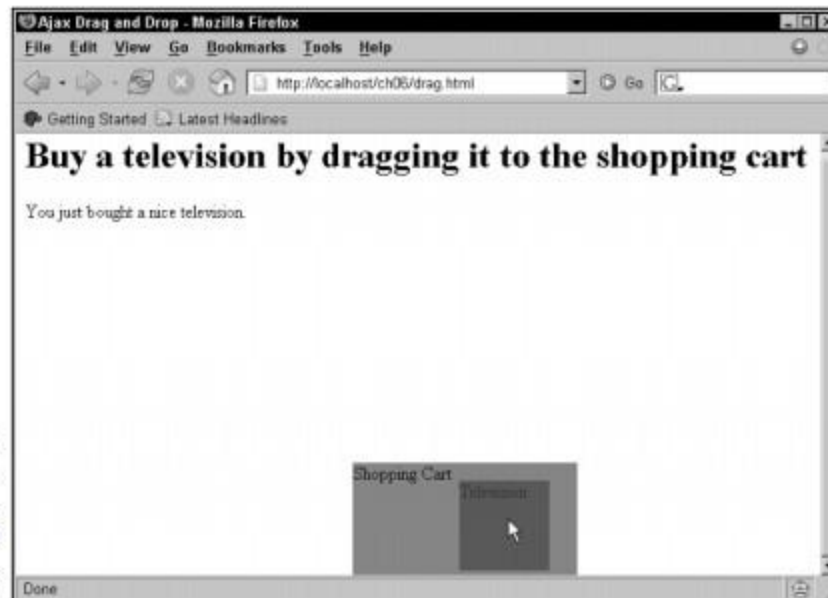 Ajax Drag and Drop - Mozilla Firefox
File Edit View Go Bookmarks Tools Help
http://localhost/ch06/drag.html Go G
Getting Started Latest Headlines
Buy a television by dragging it to the shopping cart
You just bought a nice television.
Shopping Cart
Television
Done